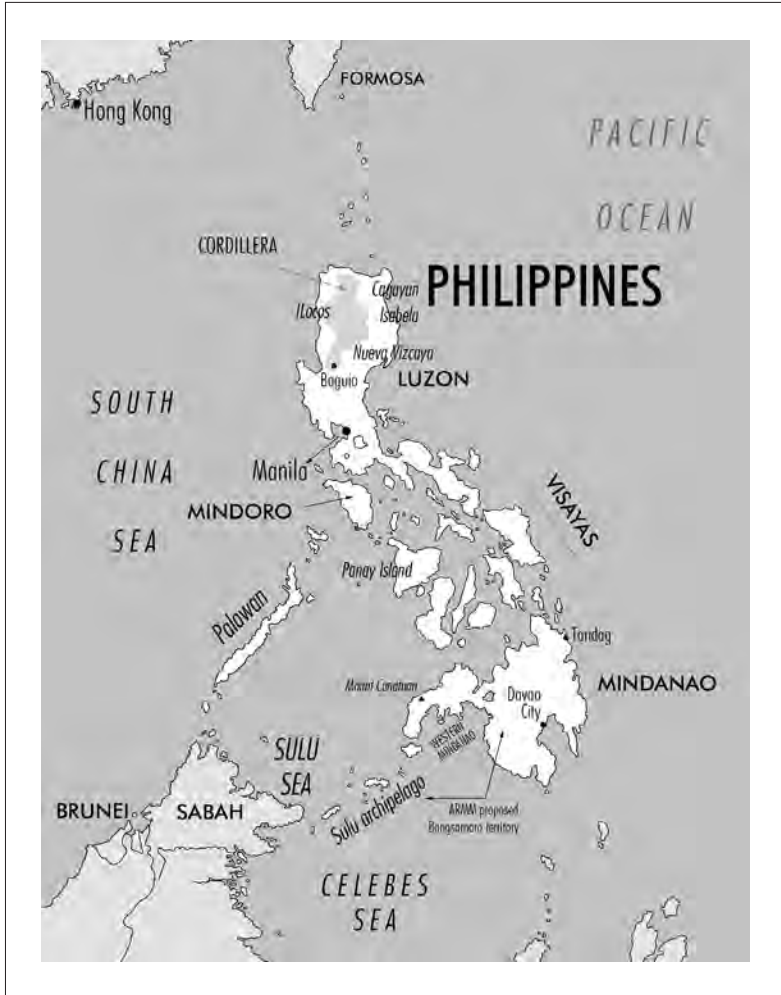 FORMOSA
Hong Kong
PACIFIC
OCEAN
CORDILLERA
PHILIPPINES
Cagayan
ILocos
Isabela
Nueva Vizcaya
Baguio
LUZON
SOUTH
CHINA
SEA
Manila
MINDORO
VISAYAS
Panay Island
Palawan
Tandag
MINDANAO
Mount Canatuan
Davao
City
WESTERN
MINDANAO
SULU
SEA
Sulu archipelago
BRUNEI
SABAH
ARMM proposed
Bangsamoro territory
CELEBES
SEA